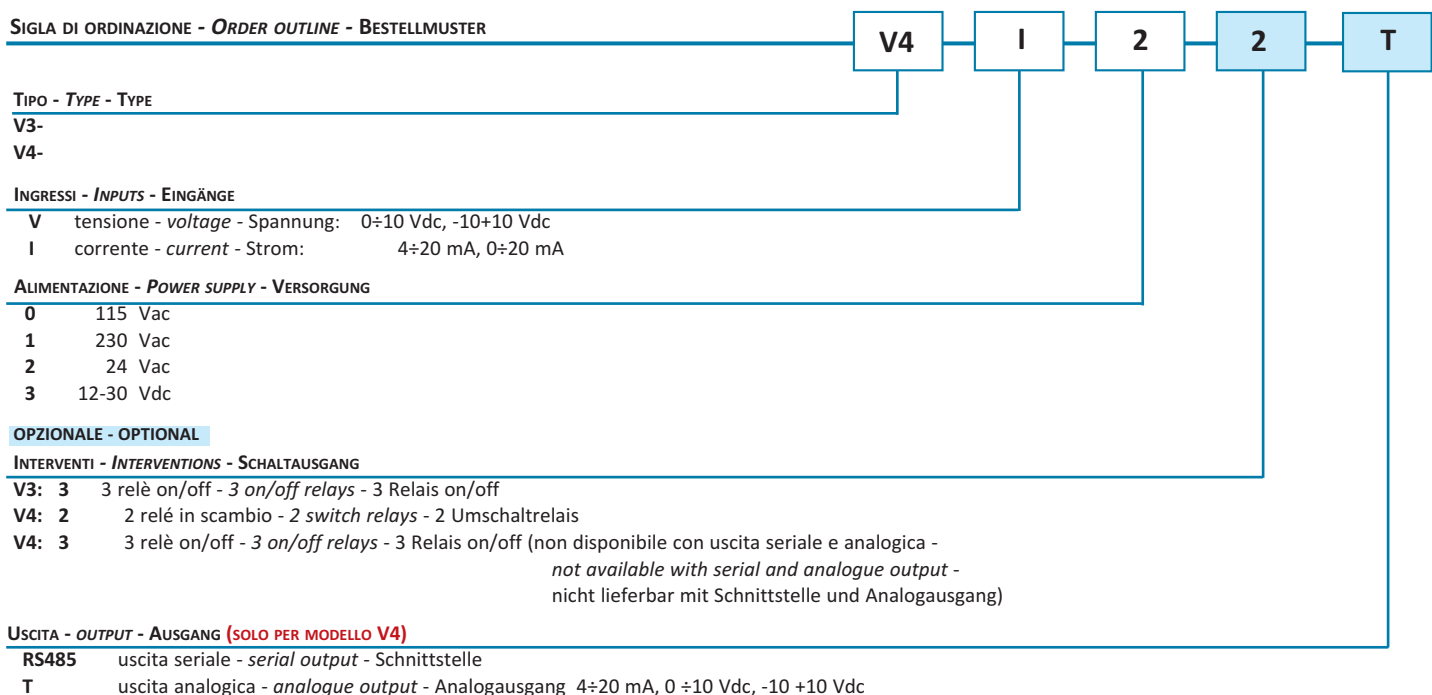 SIGLA DI ORDINAZIONE - ORDER OUTLINE - BESTELLMUSTER
V4 I 2 2 T
TIPO - TYPE - TYPE
V3-
V4-
INGRESSI - INPUTS - EINGÄNGE
V tensione - voltage - Spannung: 0÷10 Vdc, -10+10 Vdc
I corrente - current - Strom: 4÷20 mA, 0÷20 mA
ALIMENTAZIONE - POWER SUPPLY - VERSORGUNG
0 115 Vac
1 230 Vac
2 24 Vac
3 12-30 Vdc
OPZIONALE - OPTIONAL
INTERVENTI - INTERVENTIONS - SCHALTAUSGANG
V3: 3 3 relè on/off - 3 on/off relays - 3 Relais on/off
V4: 2 2 relé in scambio - 2 switch relays - 2 Umschaltrelais
V4: 3 3 relè on/off - 3 on/off relays - 3 Relais on/off (non disponibile con uscita seriale e analogica -
not available with serial and analogue output -
nicht lieferbar mit Schnittstelle und Analogausgang)
USCITA - OUTPUT - AUSGANG (SOLO PER MODELLO V4)
RS485 uscita seriale - serial output - Schnittstelle
T uscita analogica - analogue output - Analogausgang 4÷20 mA, 0 ÷10 Vdc, -10 +10 Vdc